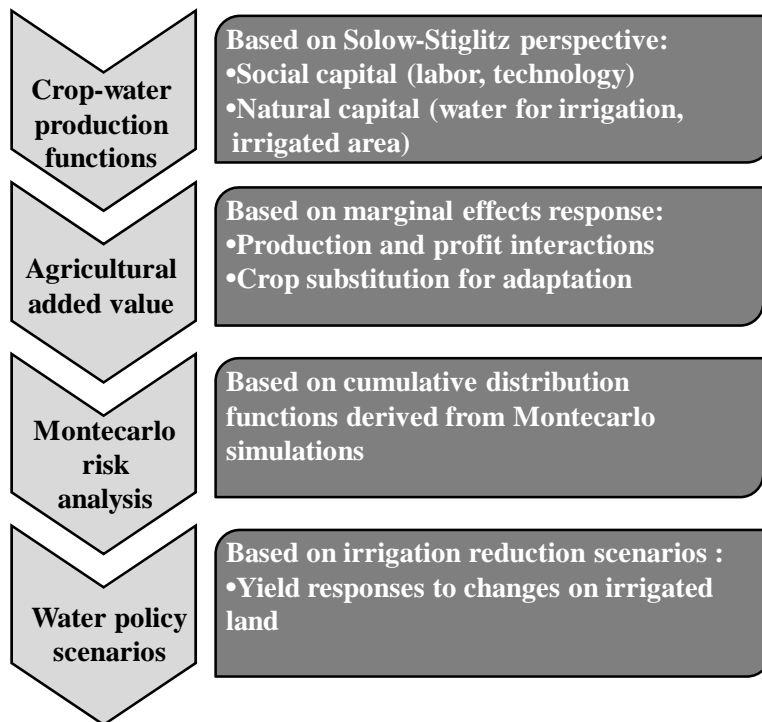 Crop-water
production
functions
Based on Solow-Stiglitz perspective:
•Social capital (labor, technology)
•Natural capital (water for irrigation,
irrigated area)
Agricultural
added value
Based on marginal effects response:
•Production and profit interactions
•Crop substitution for adaptation
Montecarlo
risk
analysis
Based on cumulative distribution
functions derived from Montecarlo
simulations
Water policy
scenarios
Based on irrigation reduction scenarios :
•Yield responses to changes on irrigated
land